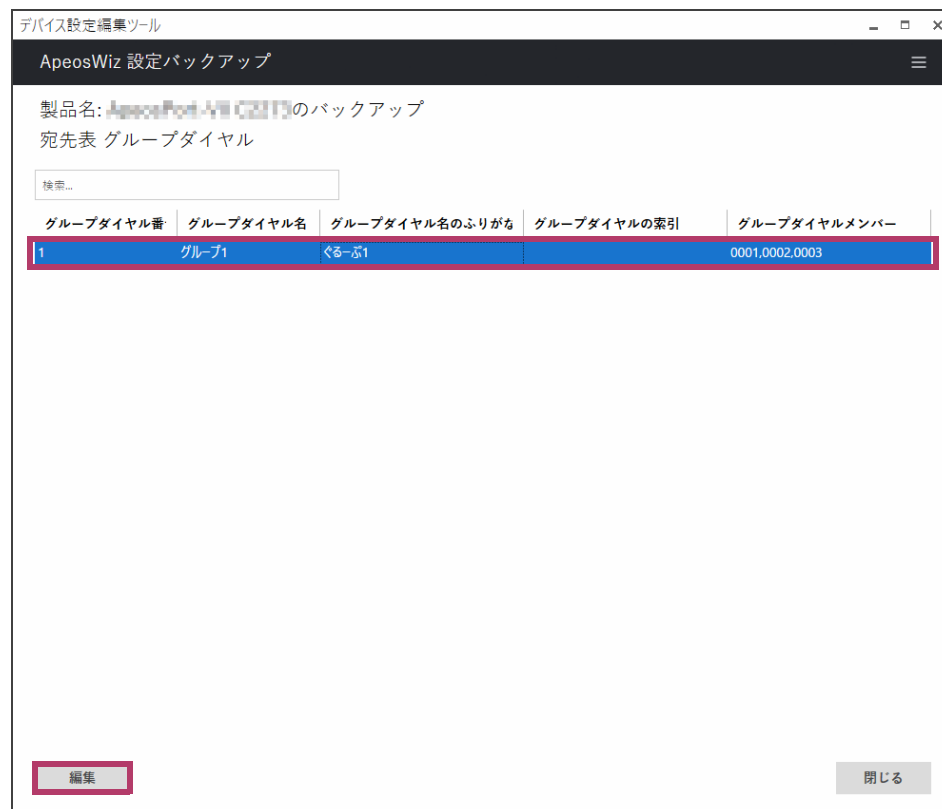 デバイス設定編集ツール
ApeosWiz 設定バックアップ
製品名: のバックアップ
宛先表 グループダイヤル
検索...
グループダイヤル番 グループダイヤル名 グループダイヤル名のふりがな グループダイヤルの索引 グループダイヤルメンバー
1 グループ1 ぐるーぷ1 0001,0002,0003
編集 閉じる